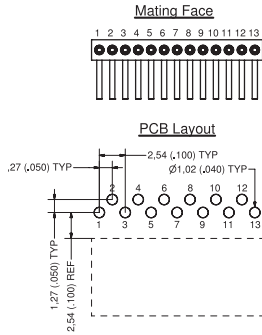 Mating Face
1 2 3 4 5 6 7 8 9 10 11 12 13
PCB Layout
2,54 (.100) TYP
,27 (.050) TYP
Ø1,02 (.040) TYP
2 4 6 8 10 12
1 3 5 7 9 11 13
1,27 (.050) TYP
2,54 (.100) REF